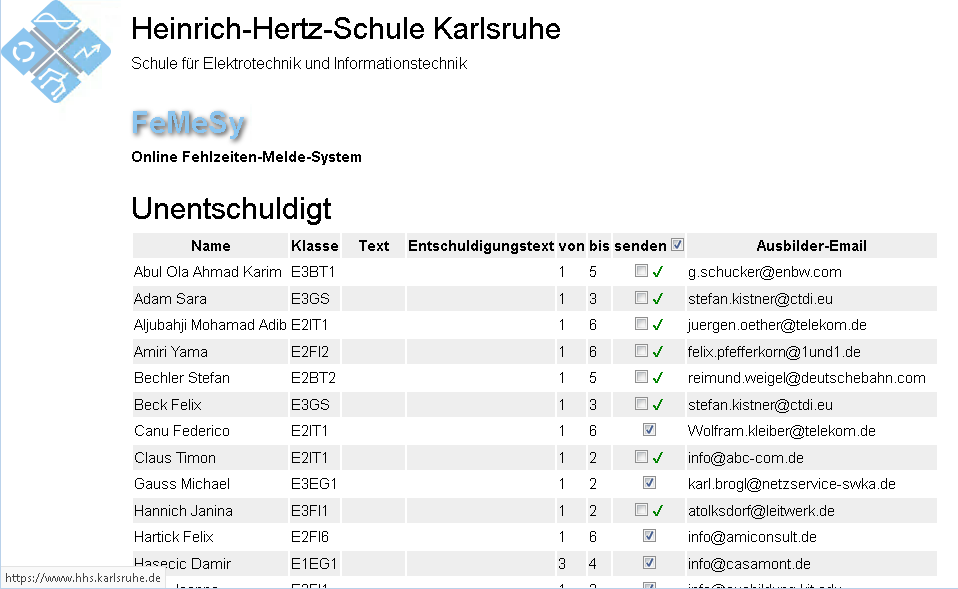 Heinrich-Hertz-Schule Karlsruhe
Schule für Elektrotechnik und Informationstechnik
FeMeSy
Online Fehlzeiten-Melde-System
Unentschuldigt
Name Klasse Text Entschuldigungstext von bis senden Ausbilder-Email
Abul Ola Ahmad Karim E3BT1 1 5 g.schucker@enbw.com
Adam Sara E3GS 1 3 stefan.kistner@ctdi.eu
Aljubahji Mohamad Adib E2IT1 1 6 juergen.oether@telekom.de
Amiri Yama E2FI2 1 6 felix.pfefferkorn@1und1.de
Bechler Stefan E2BT2 1 5 reimund.weigel@deutschebahn.com
Beck Felix E3GS 1 3 stefan.kistner@ctdi.eu
Canu Federico E2IT1 1 6 Wolfram.kleiber@telekom.de
Claus Timon E2IT1 1 2 info@abc-com.de
Gauss Michael E3EG1 1 2 karl.brogl@netzservice-swka.de
Hannich Janina E3FI1 1 2 atolksdorf@leitwerk.de
Hartick Felix E2FI6 1 6 info@amiconsult.de
Hasecic Damir E1EG1 3 4 info@casamont.de
https://www.hhs.karlsruhe.de